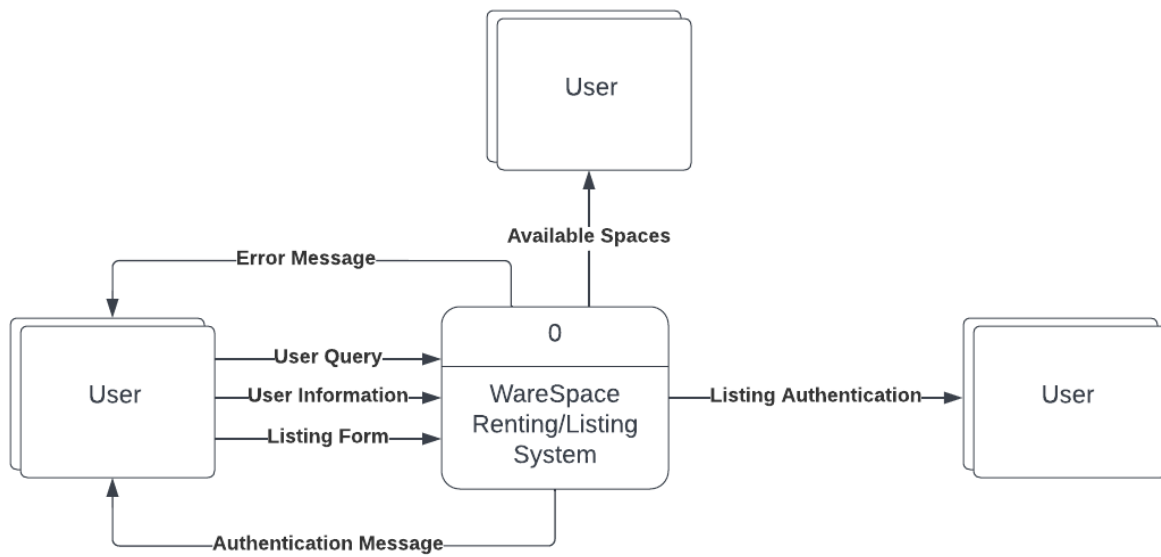 User
Available Spaces
Error Message
User
User Query
User Information
Listing Form
0
WareSpace
Renting/Listing
System
Listing Authentication
User
Authentication Message